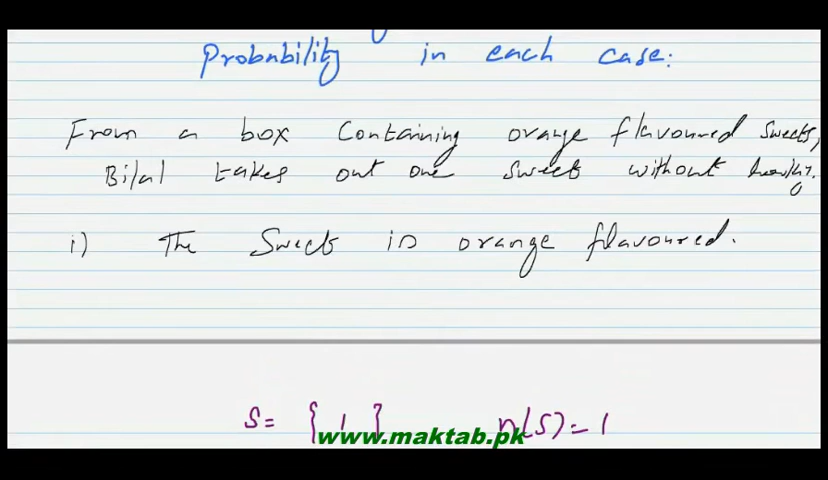 Probability in each case:
From a box containing orange flavoured sweets,
Bilal takes out one sweet without
i) The Sweet is orange flavoured.
S= { 1 } n(S)=1
www.maktab.pk